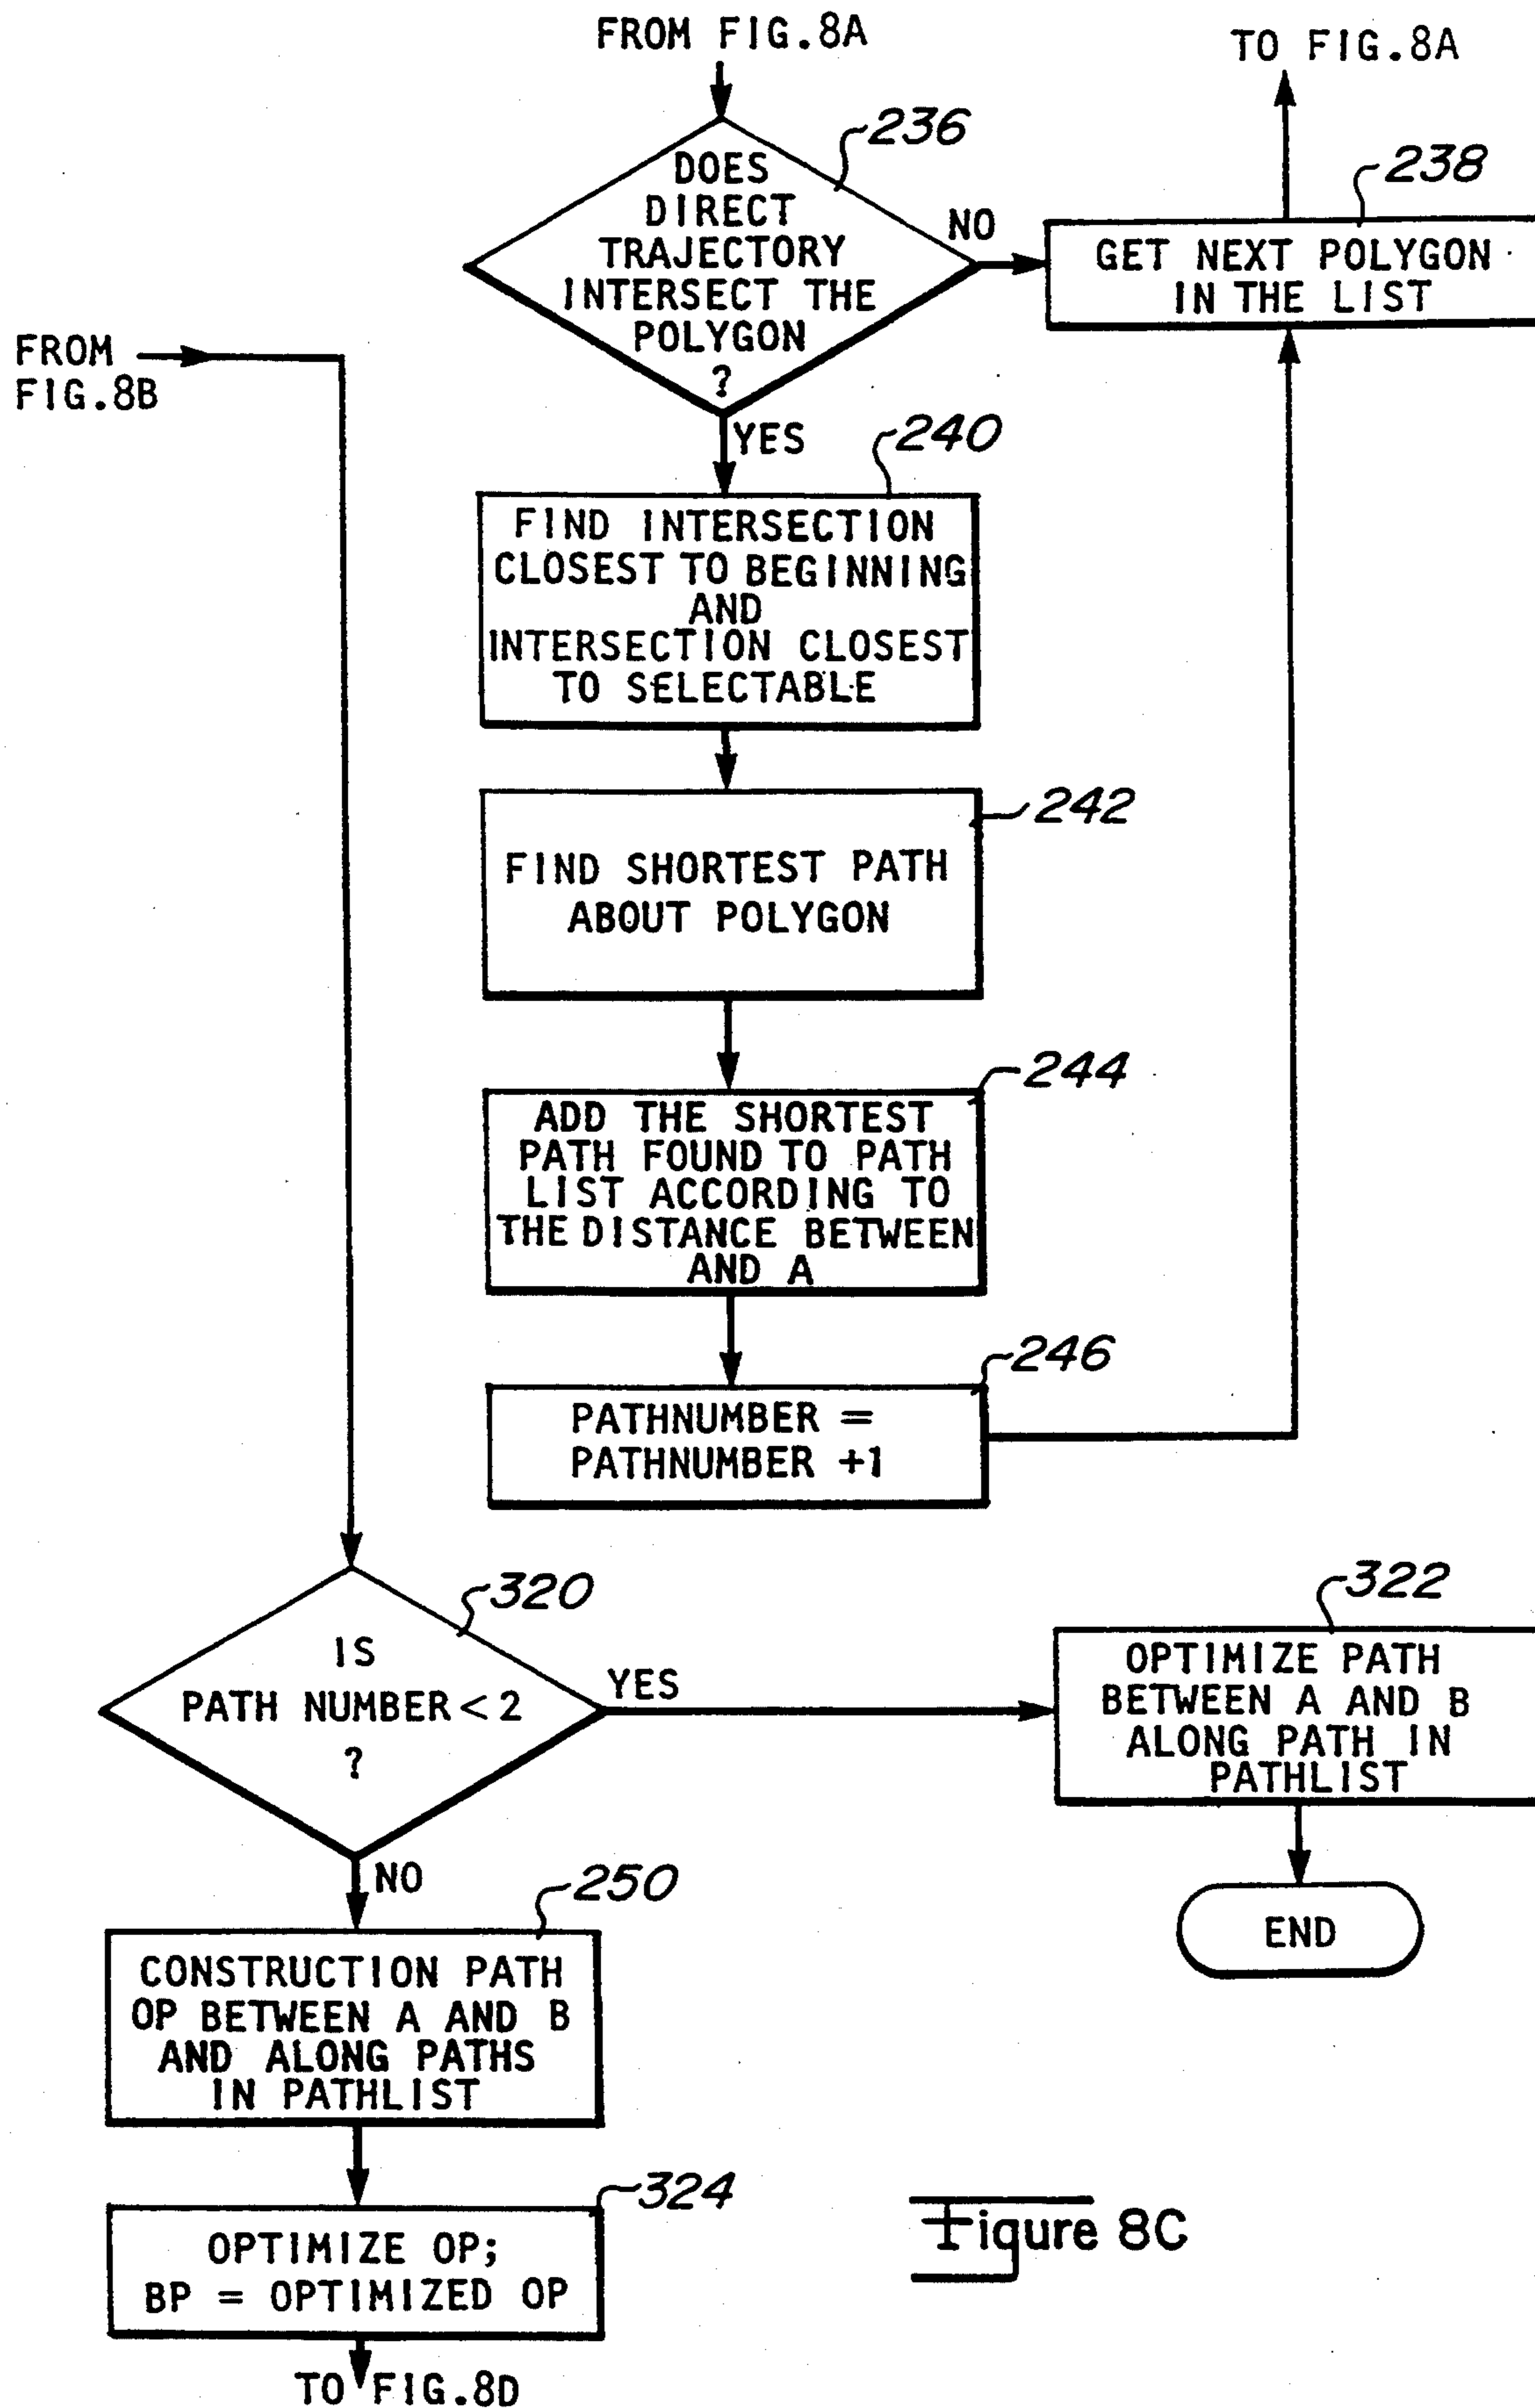 FROM FIG.8A
TO FIG.8A
236
DOES
DIRECT
TRAJECTORY
INTERSECT THE
POLYGON
?
NO
238
GET NEXT POLYGON
IN THE LIST
FROM
FIG.8B
YES
240
FIND INTERSECTION
CLOSEST TO BEGINNING
AND
INTERSECTION CLOSEST
TO SELECTABLE
242
FIND SHORTEST PATH
ABOUT POLYGON
244
ADD THE SHORTEST
PATH FOUND TO PATH
LIST ACCORDING TO
THE DISTANCE BETWEEN
AND A
246
PATHNUMBER =
PATHNUMBER +1
320
IS
PATH NUMBER < 2
?
YES
322
OPTIMIZE PATH
BETWEEN A AND B
ALONG PATH IN
PATHLIST
END
NO
250
CONSTRUCTION PATH
OP BETWEEN A AND B
AND ALONG PATHS
IN PATHLIST
324
OPTIMIZE OP;
BP = OPTIMIZED OP
TO FIG.8D
Figure 8C